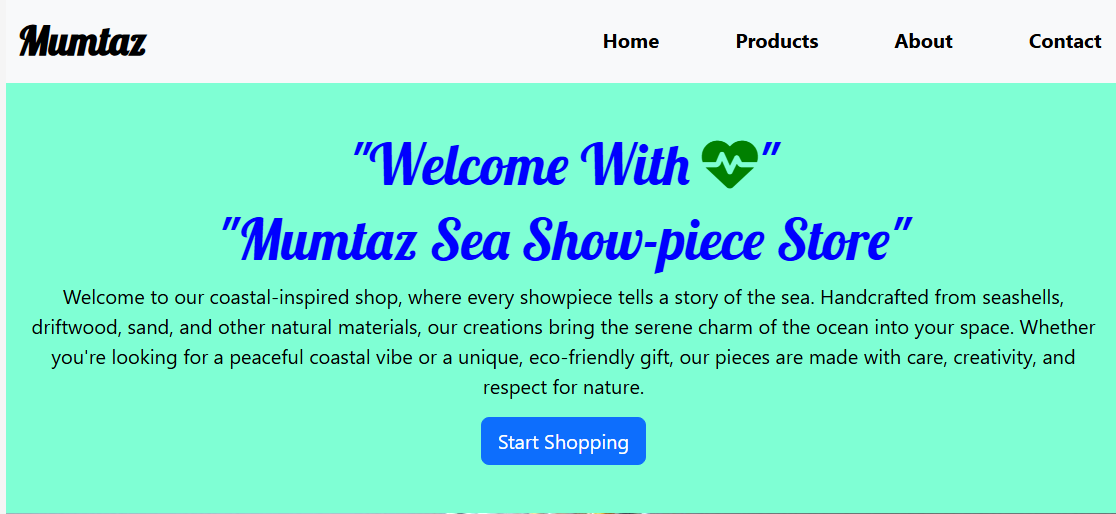 Mumtaz
Home Products About Contact
"Welcome With "
"Mumtaz Sea Show-piece Store"
Welcome to our coastal-inspired shop, where every showpiece tells a story of the sea. Handcrafted from seashells,
driftwood, sand, and other natural materials, our creations bring the serene charm of the ocean into your space. Whether
you're looking for a peaceful coastal vibe or a unique, eco-friendly gift, our pieces are made with care, creativity, and
respect for nature.
Start Shopping